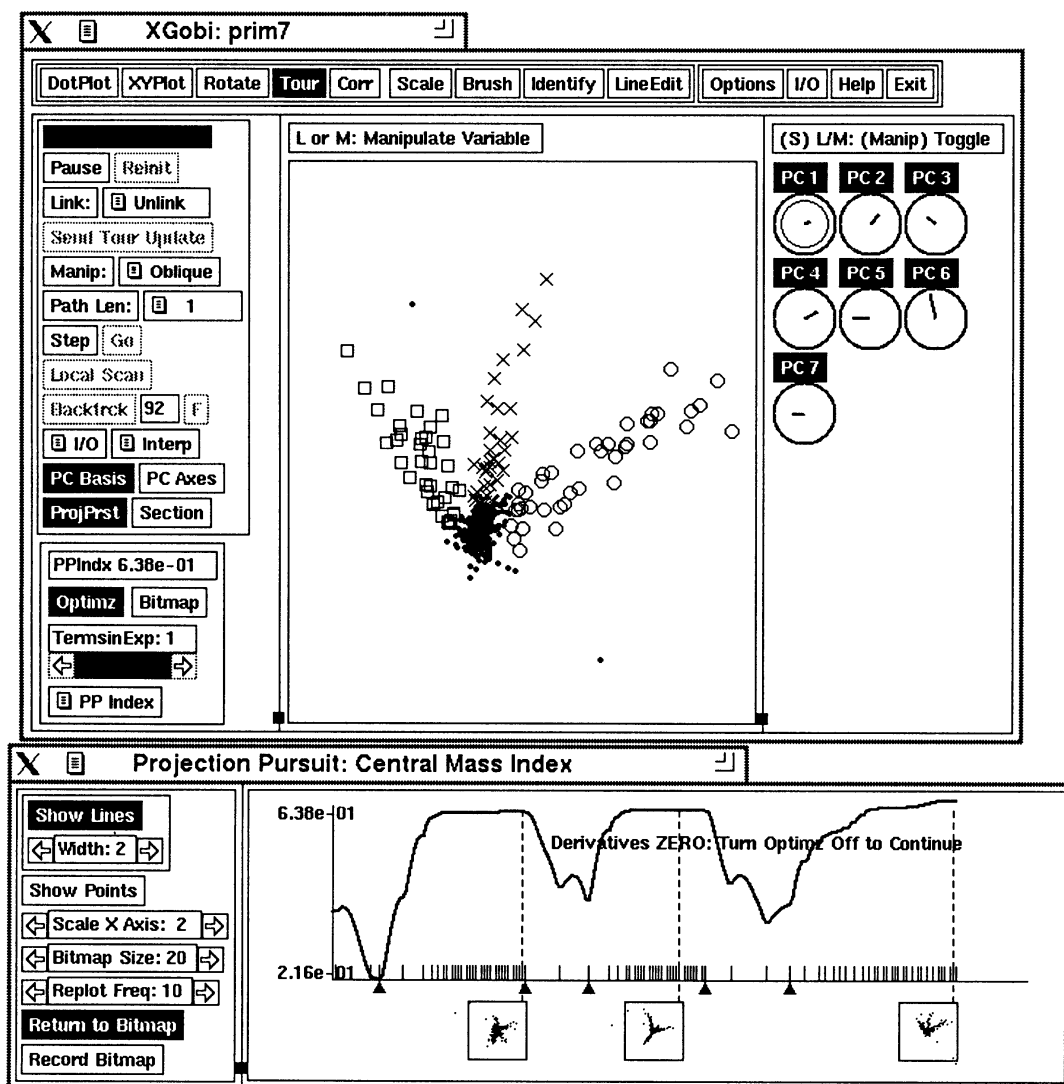 XGobi: prim7
DotPlot XYPlot Rotate Tour Corr Scale Brush Identify LineEdit Options I/O Help Exit
L or M: Manipulate Variable
(S) L/M: (Manip) Toggle
Pause Reinit
Link: Unlink
Send Tour Update
Manip: Oblique
Path Len: 1
Step Go
Local Scan
Backtrck 92 F
I/O Interp
PC Basis PC Axes
ProjPrst Section
PPIndx 6.38e-01
Optimz Bitmap
TermsinExp: 1
PP Index
PC 1 PC 2 PC 3
PC 4 PC 5 PC 6
PC 7
Projection Pursuit: Central Mass Index
Show Lines
Width: 2
Show Points
Scale X Axis: 2
Bitmap Size: 20
Replot Freq: 10
Return to Bitmap
Record Bitmap
6.38e-01
Derivatives ZERO: Turn Optimz Off to Continue
2.16e-01